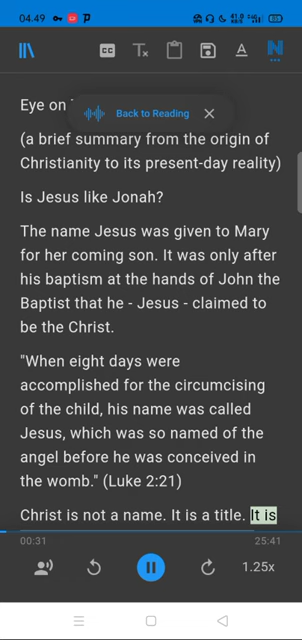 04.49
CC
Back to Reading
Eye on
(a brief summary from the origin of
Christianity to its present-day reality)
Is Jesus like Jonah?
The name Jesus was given to Mary
for her coming son. It was only after
his baptism at the hands of John the
Baptist that he - Jesus - claimed to
be the Christ.
"When eight days were
accomplished for the circumcising
of the child, his name was called
Jesus, which was so named of the
angel before he was conceived in
the womb." (Luke 2:21)
Christ is not a name. It is a title. It is
00:31 25:41
1.25x